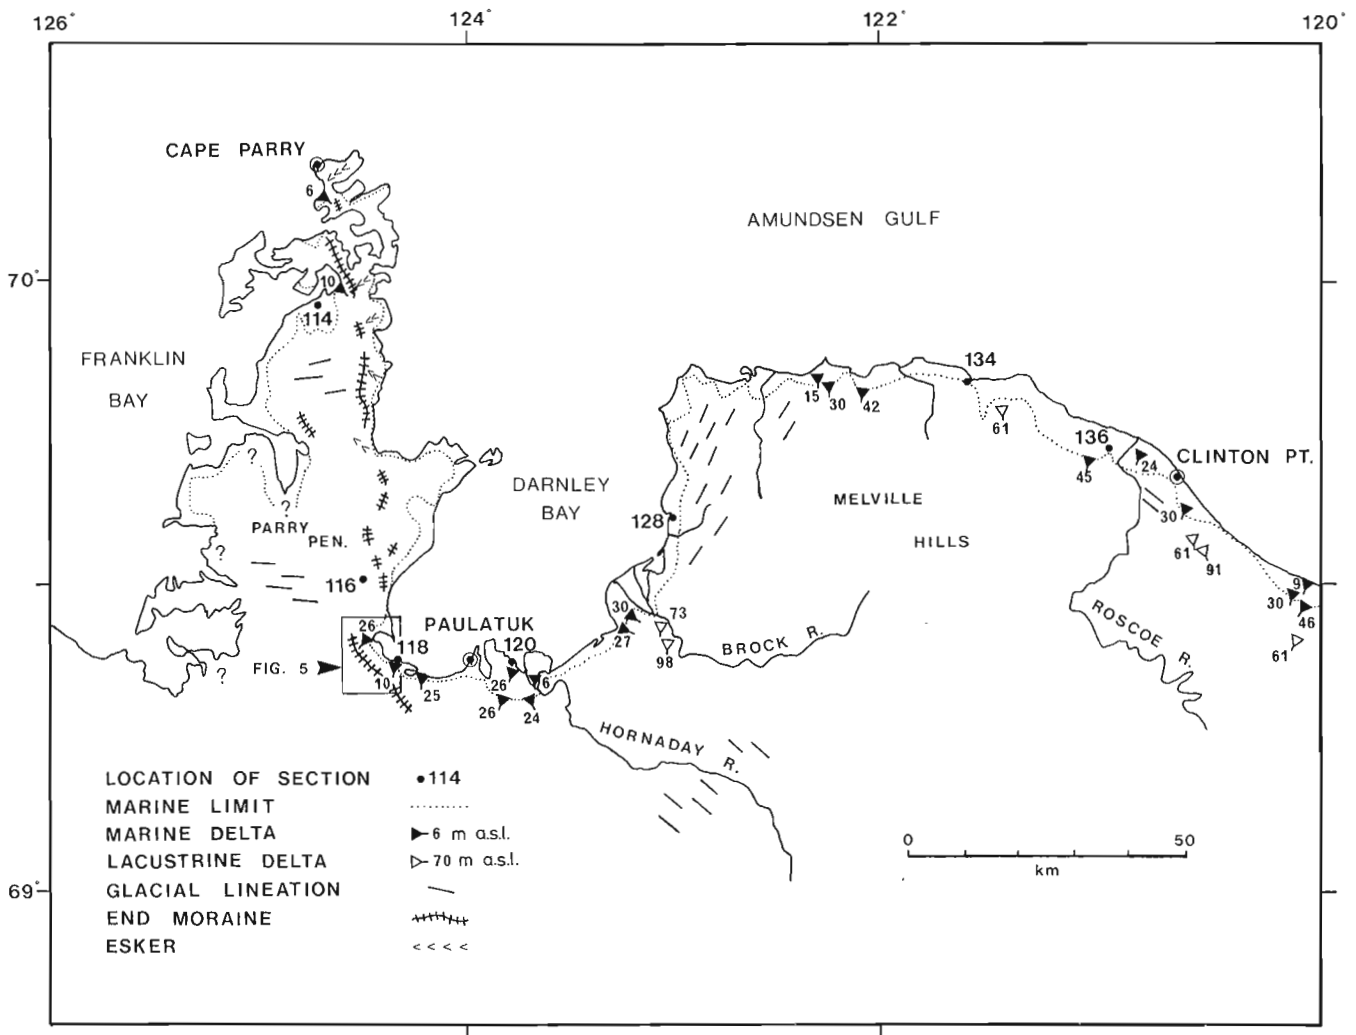 126° 124° 122° 120°
CAPE PARRY
6
AMUNDSEN GULF
70°
10
114
FRANKLIN
BAY
134
15 30 42
61
136
CLINTON PT.
24
45
DARNLEY
BAY
?
MELVILLE
?
128
30
PARRY
PEN.
HILLS
?
61
91
116
9
30
46
30
73
ROSCOE R.
26
PAULATUK
27
118
120
BROCK R.
98
61
FIG. 5
?
10
25
26
6
26
24
HORNADAY R.
LOCATION OF SECTION 114
MARINE LIMIT
MARINE DELTA 6 m a.s.l.
LACUSTRINE DELTA 70 m a.s.l.
GLACIAL LINEATION
END MORAINE
ESKER
0 50
km
69°